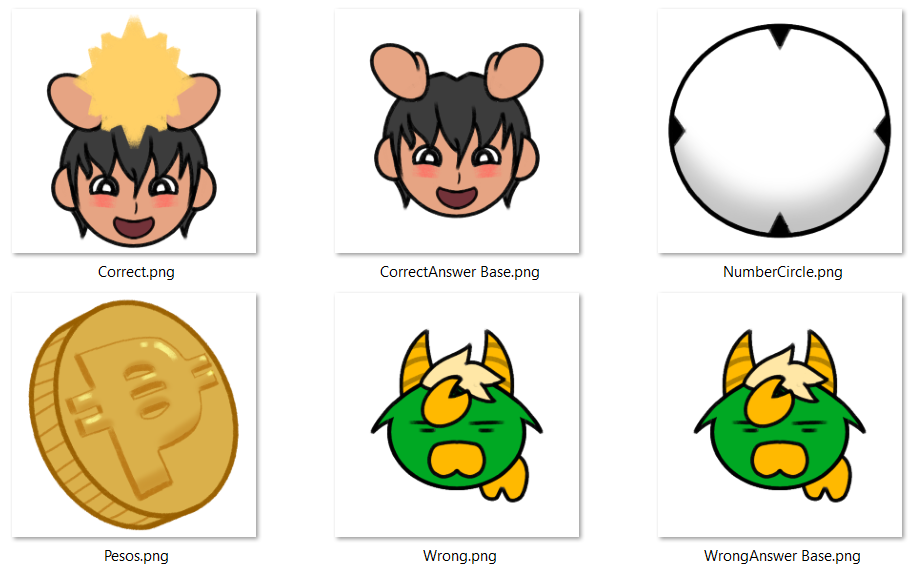 Correct.png
CorrectAnswer Base.png
NumberCircle.png
Pesos.png
Wrong.png
WrongAnswer Base.png